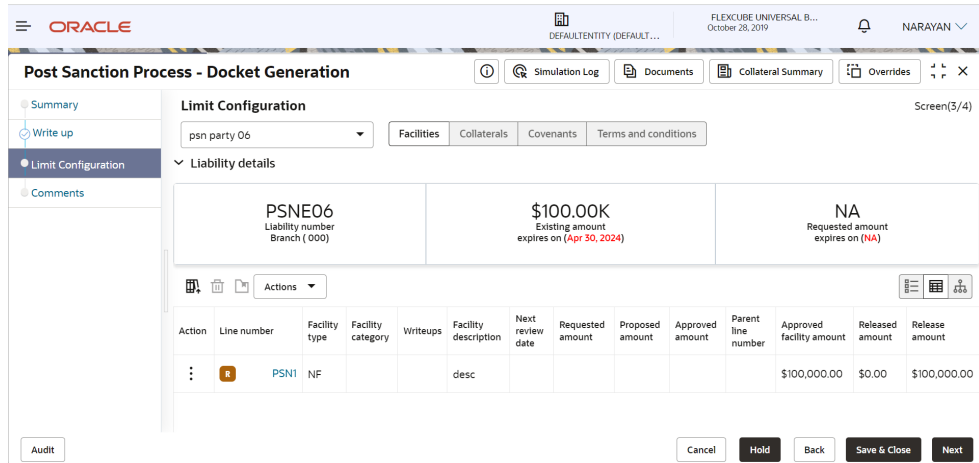 ORACLE
DEFAULTENTITY (DEFAULT...
FLEXCUBE UNIVERSAL B...
October 28, 2019
NARAYAN
Post Sanction Process - Docket Generation
Simulation Log
Documents
Collateral Summary
Overrides
Summary
Write up
Limit Configuration
Comments
Limit Configuration
Screen(3/4)
psn party 06
Facilities
Collaterals
Covenants
Terms and conditions
Liability details
PSNE06
Liability number
Branch ( 000)
$100.00K
Existing amount
expires on (Apr 30, 2024)
NA
Requested amount
expires on (NA)
Actions
Action
Line number
Facility
type
Facility
category
Writeups
Facility
description
Next
review
date
Requested
amount
Proposed
amount
Approved
amount
Parent
line
number
Approved
facility amount
Released
amount
Release
amount
R
PSN1
NF
desc
$100,000.00
$0.00
$100,000.00
Audit
Cancel
Hold
Back
Save & Close
Next